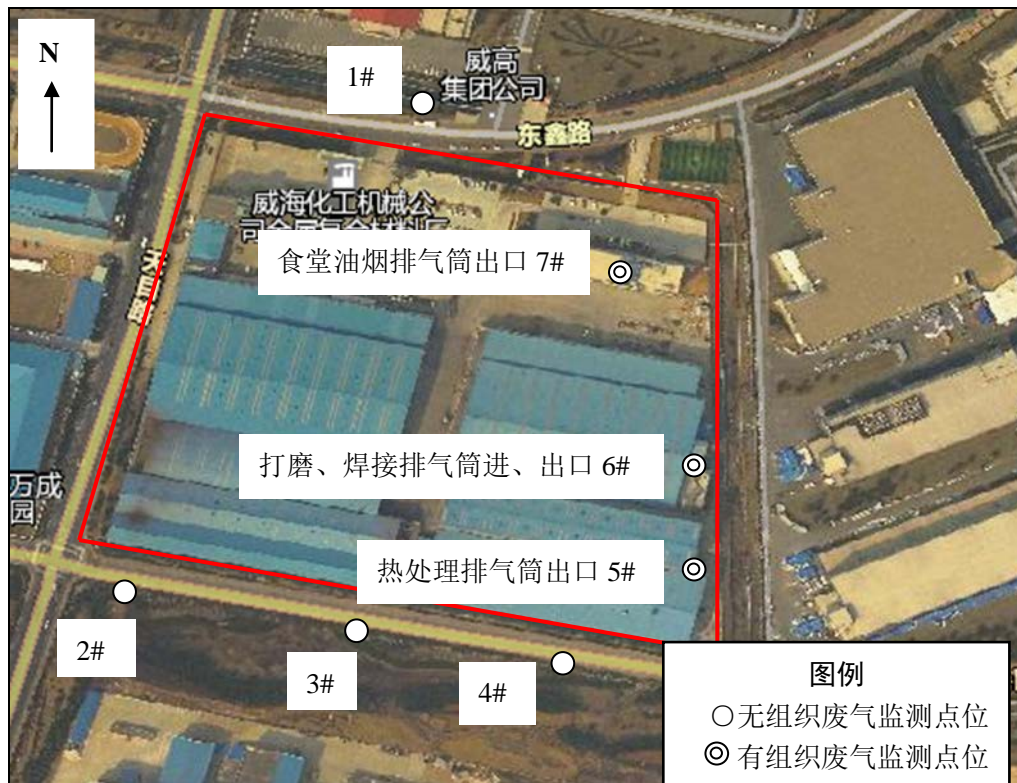 N
1#
威高
集团公司
东鑫路
威海化工机械公
食堂油烟排气筒出口 7#
打磨、焊接排气筒进、出口 6#
万成
园
热处理排气筒出口 5#
2#
3#
4#
图例
○无组织废气监测点位
◎有组织废气监测点位